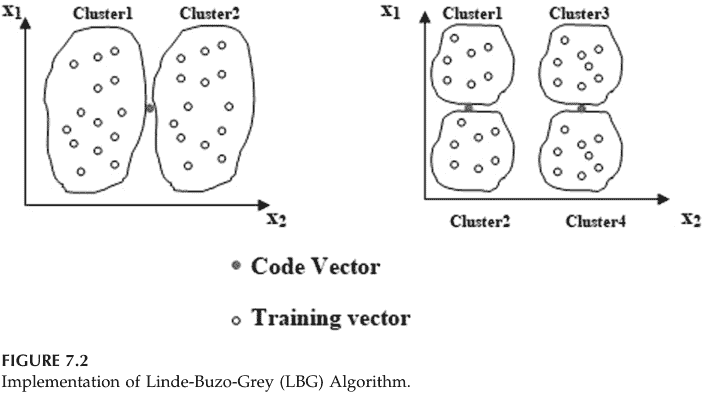 X1 Cluster1 Cluster2
X2
X1 Cluster1 Cluster3
Cluster2 Cluster4 X2
Code Vector
Training vector
FIGURE 7.2
Implementation of Linde-Buzo-Grey (LBG) Algorithm.